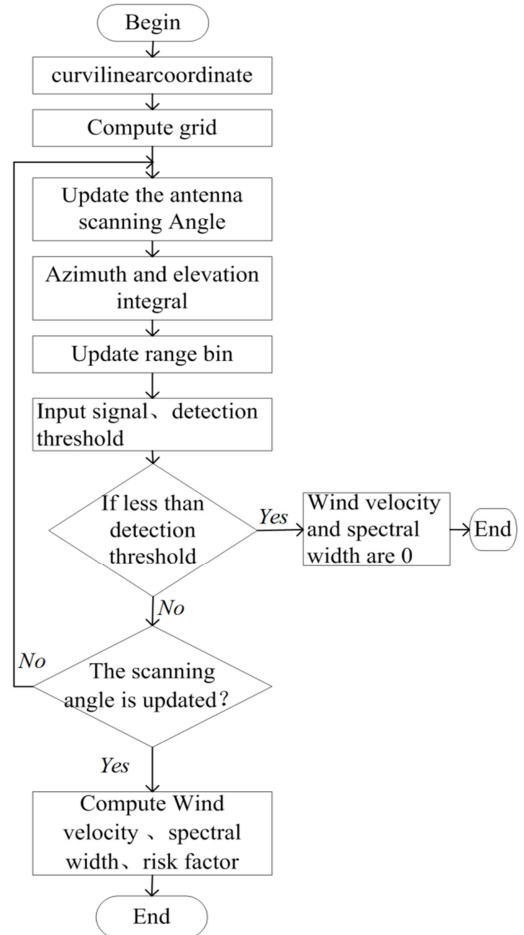 Begin
curvilinearcoordinate
Compute grid
Update the antenna
scanning Angle
Azimuth and elevation
integral
Update range bin
Input signal、detection
threshold
If less than
detection
threshold
Yes
Wind velocity
and spectral
width are 0
End
No
The scanning
angle is updated？
No
Yes
Compute Wind
velocity 、spectral
width、risk factor
End